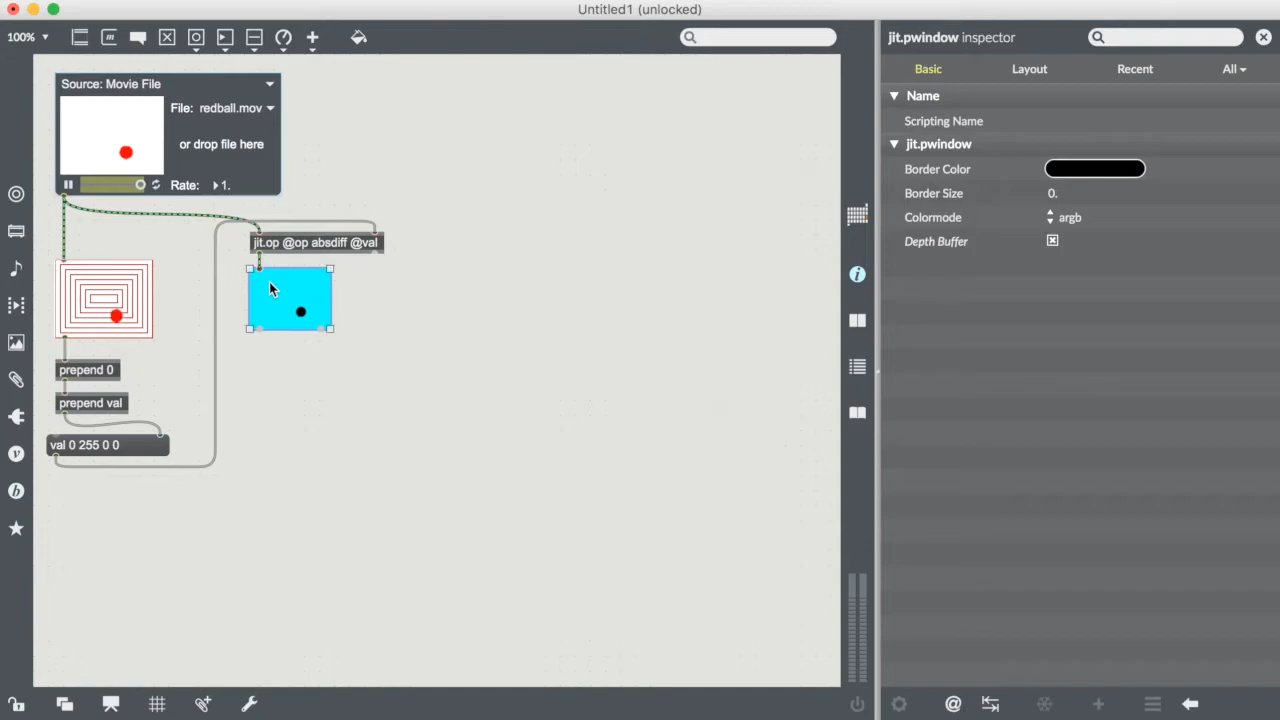 Untitled1 (unlocked)
100%
m
Source: Movie File
File: redball.mov
or drop file here
Rate: 1.
jit.op @op absdiff @val
prepend 0
prepend val
val 0 255 0 0
v
b
i
jit.pwindow inspector
Basic Layout Recent All
Name
Scripting Name
jit.pwindow
Border Color
Border Size 0.
Colormode argb
Depth Buffer
@